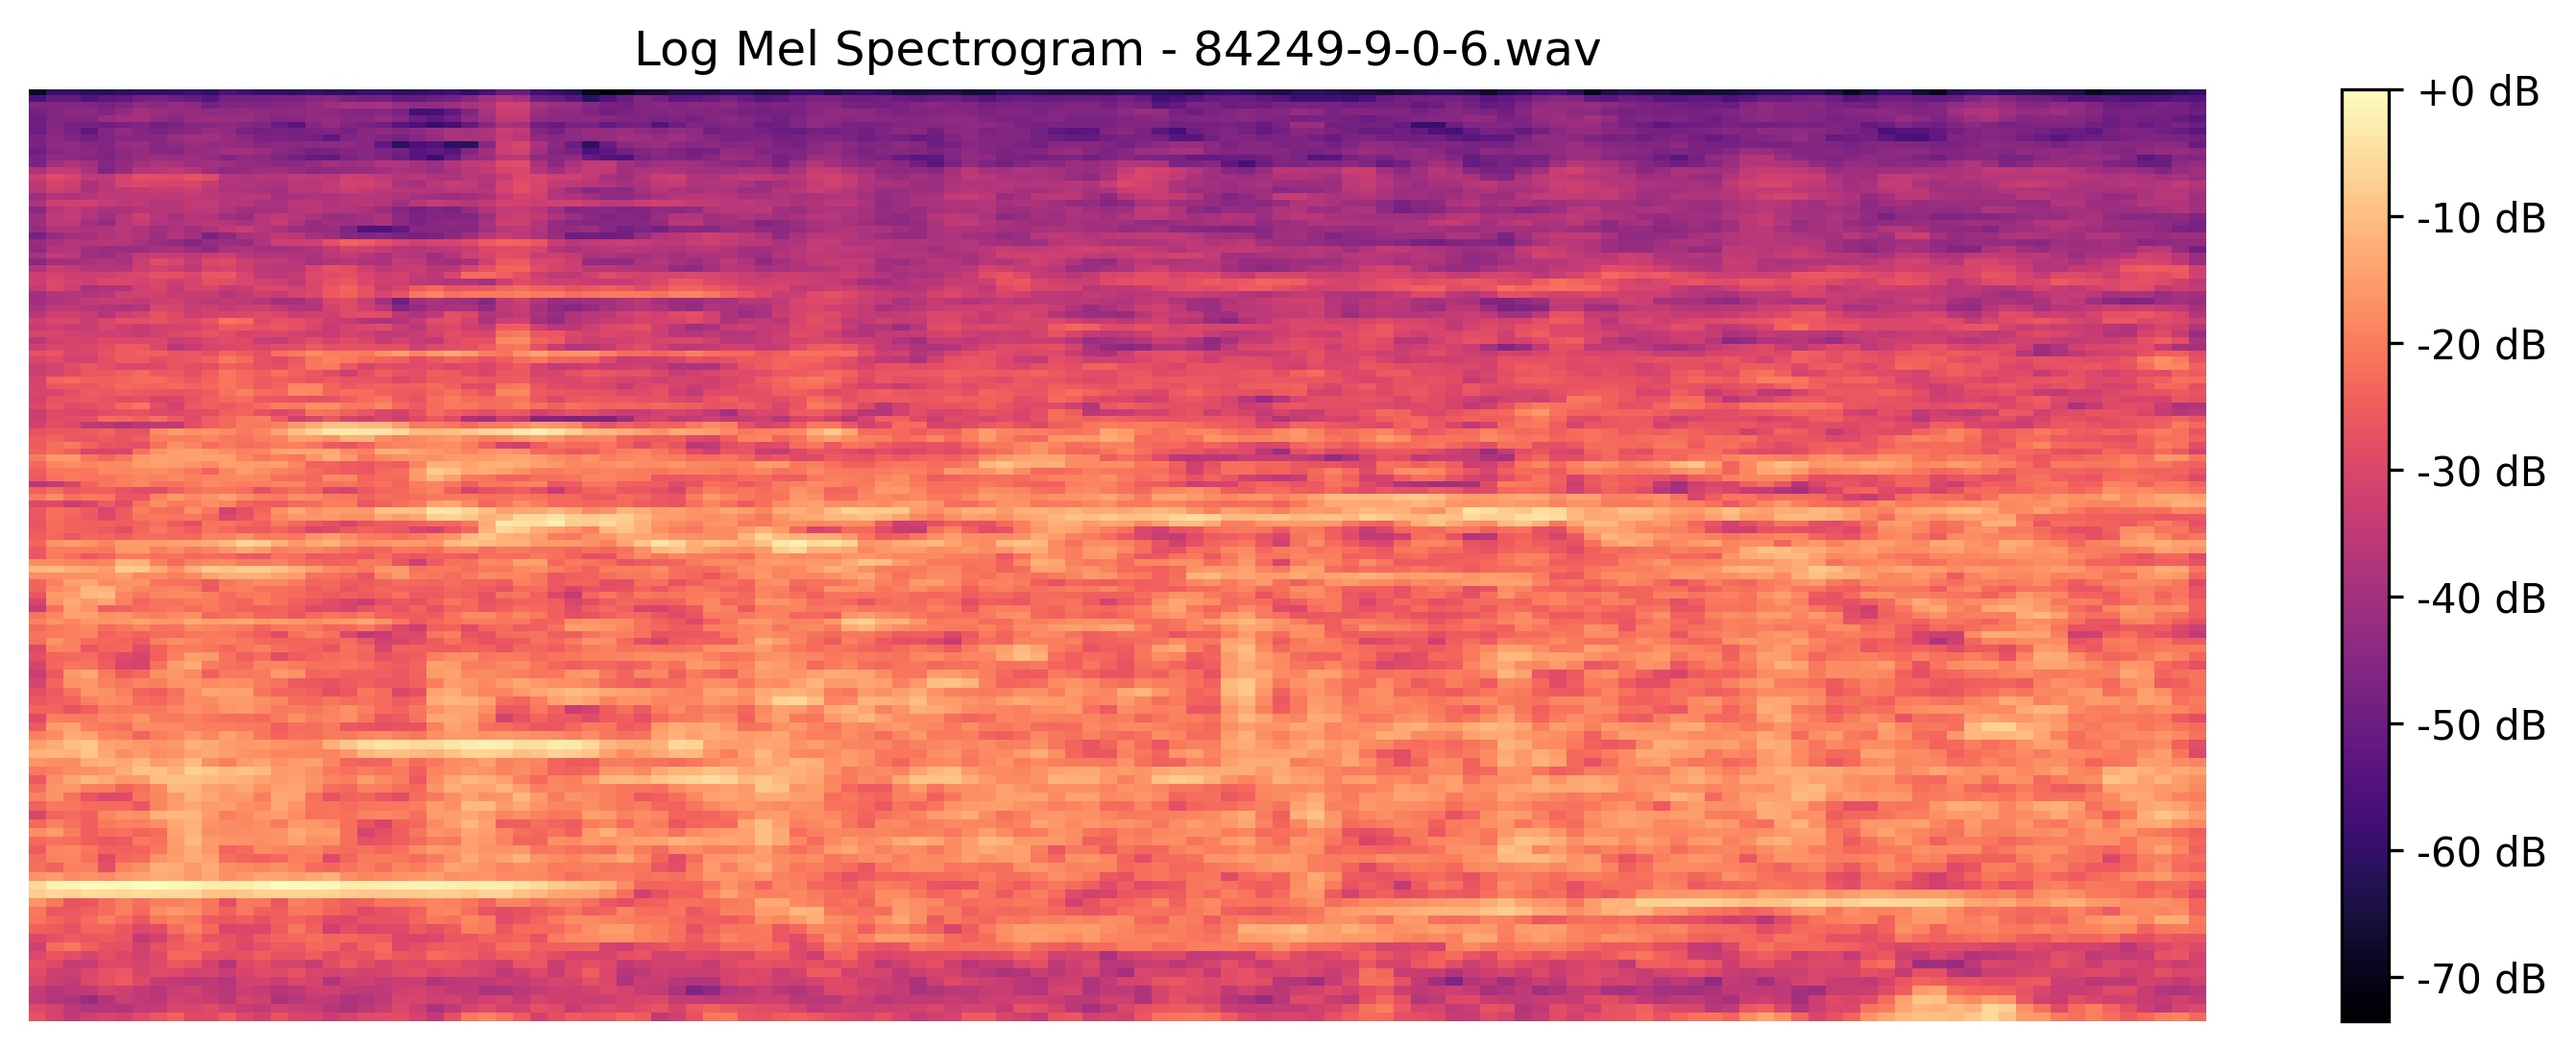 Log Mel Spectrogram - 84249-9-0-6.wav
+0 dB
-10 dB
-20 dB
-30 dB
-40 dB
-50 dB
-60 dB
-70 dB